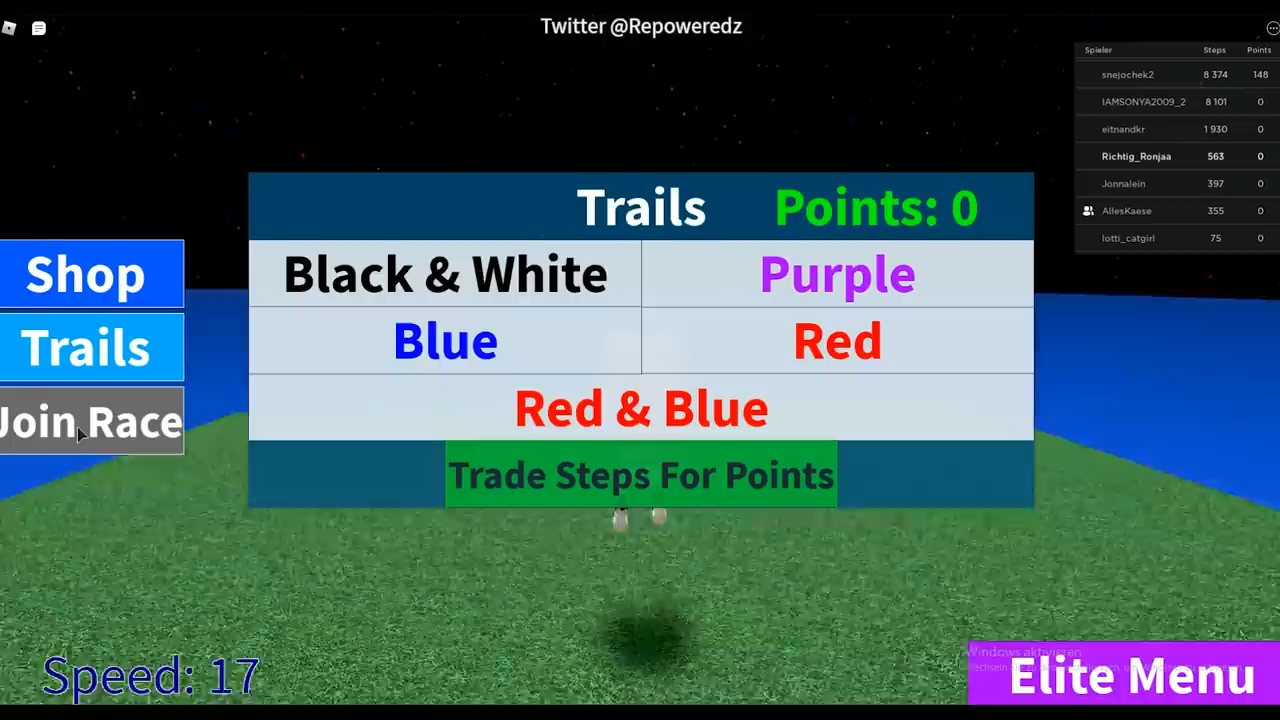 Twitter @Repoweredz
Spieler Steps Points
snejochek2 8 374 148
IAMSONYA2009_2 8 101 0
eitnandkr 1 930 0
Richtig_Ronjaa 563 0
Jonnalein 397 0
AllesKaese 355 0
lotti_catgirl 75 0
Trails Points: 0
Black & White Purple
Blue Red
Red & Blue
Trade Steps For Points
Shop
Trails
Join Race
Speed: 17
Windows aktivieren
Elite Menu